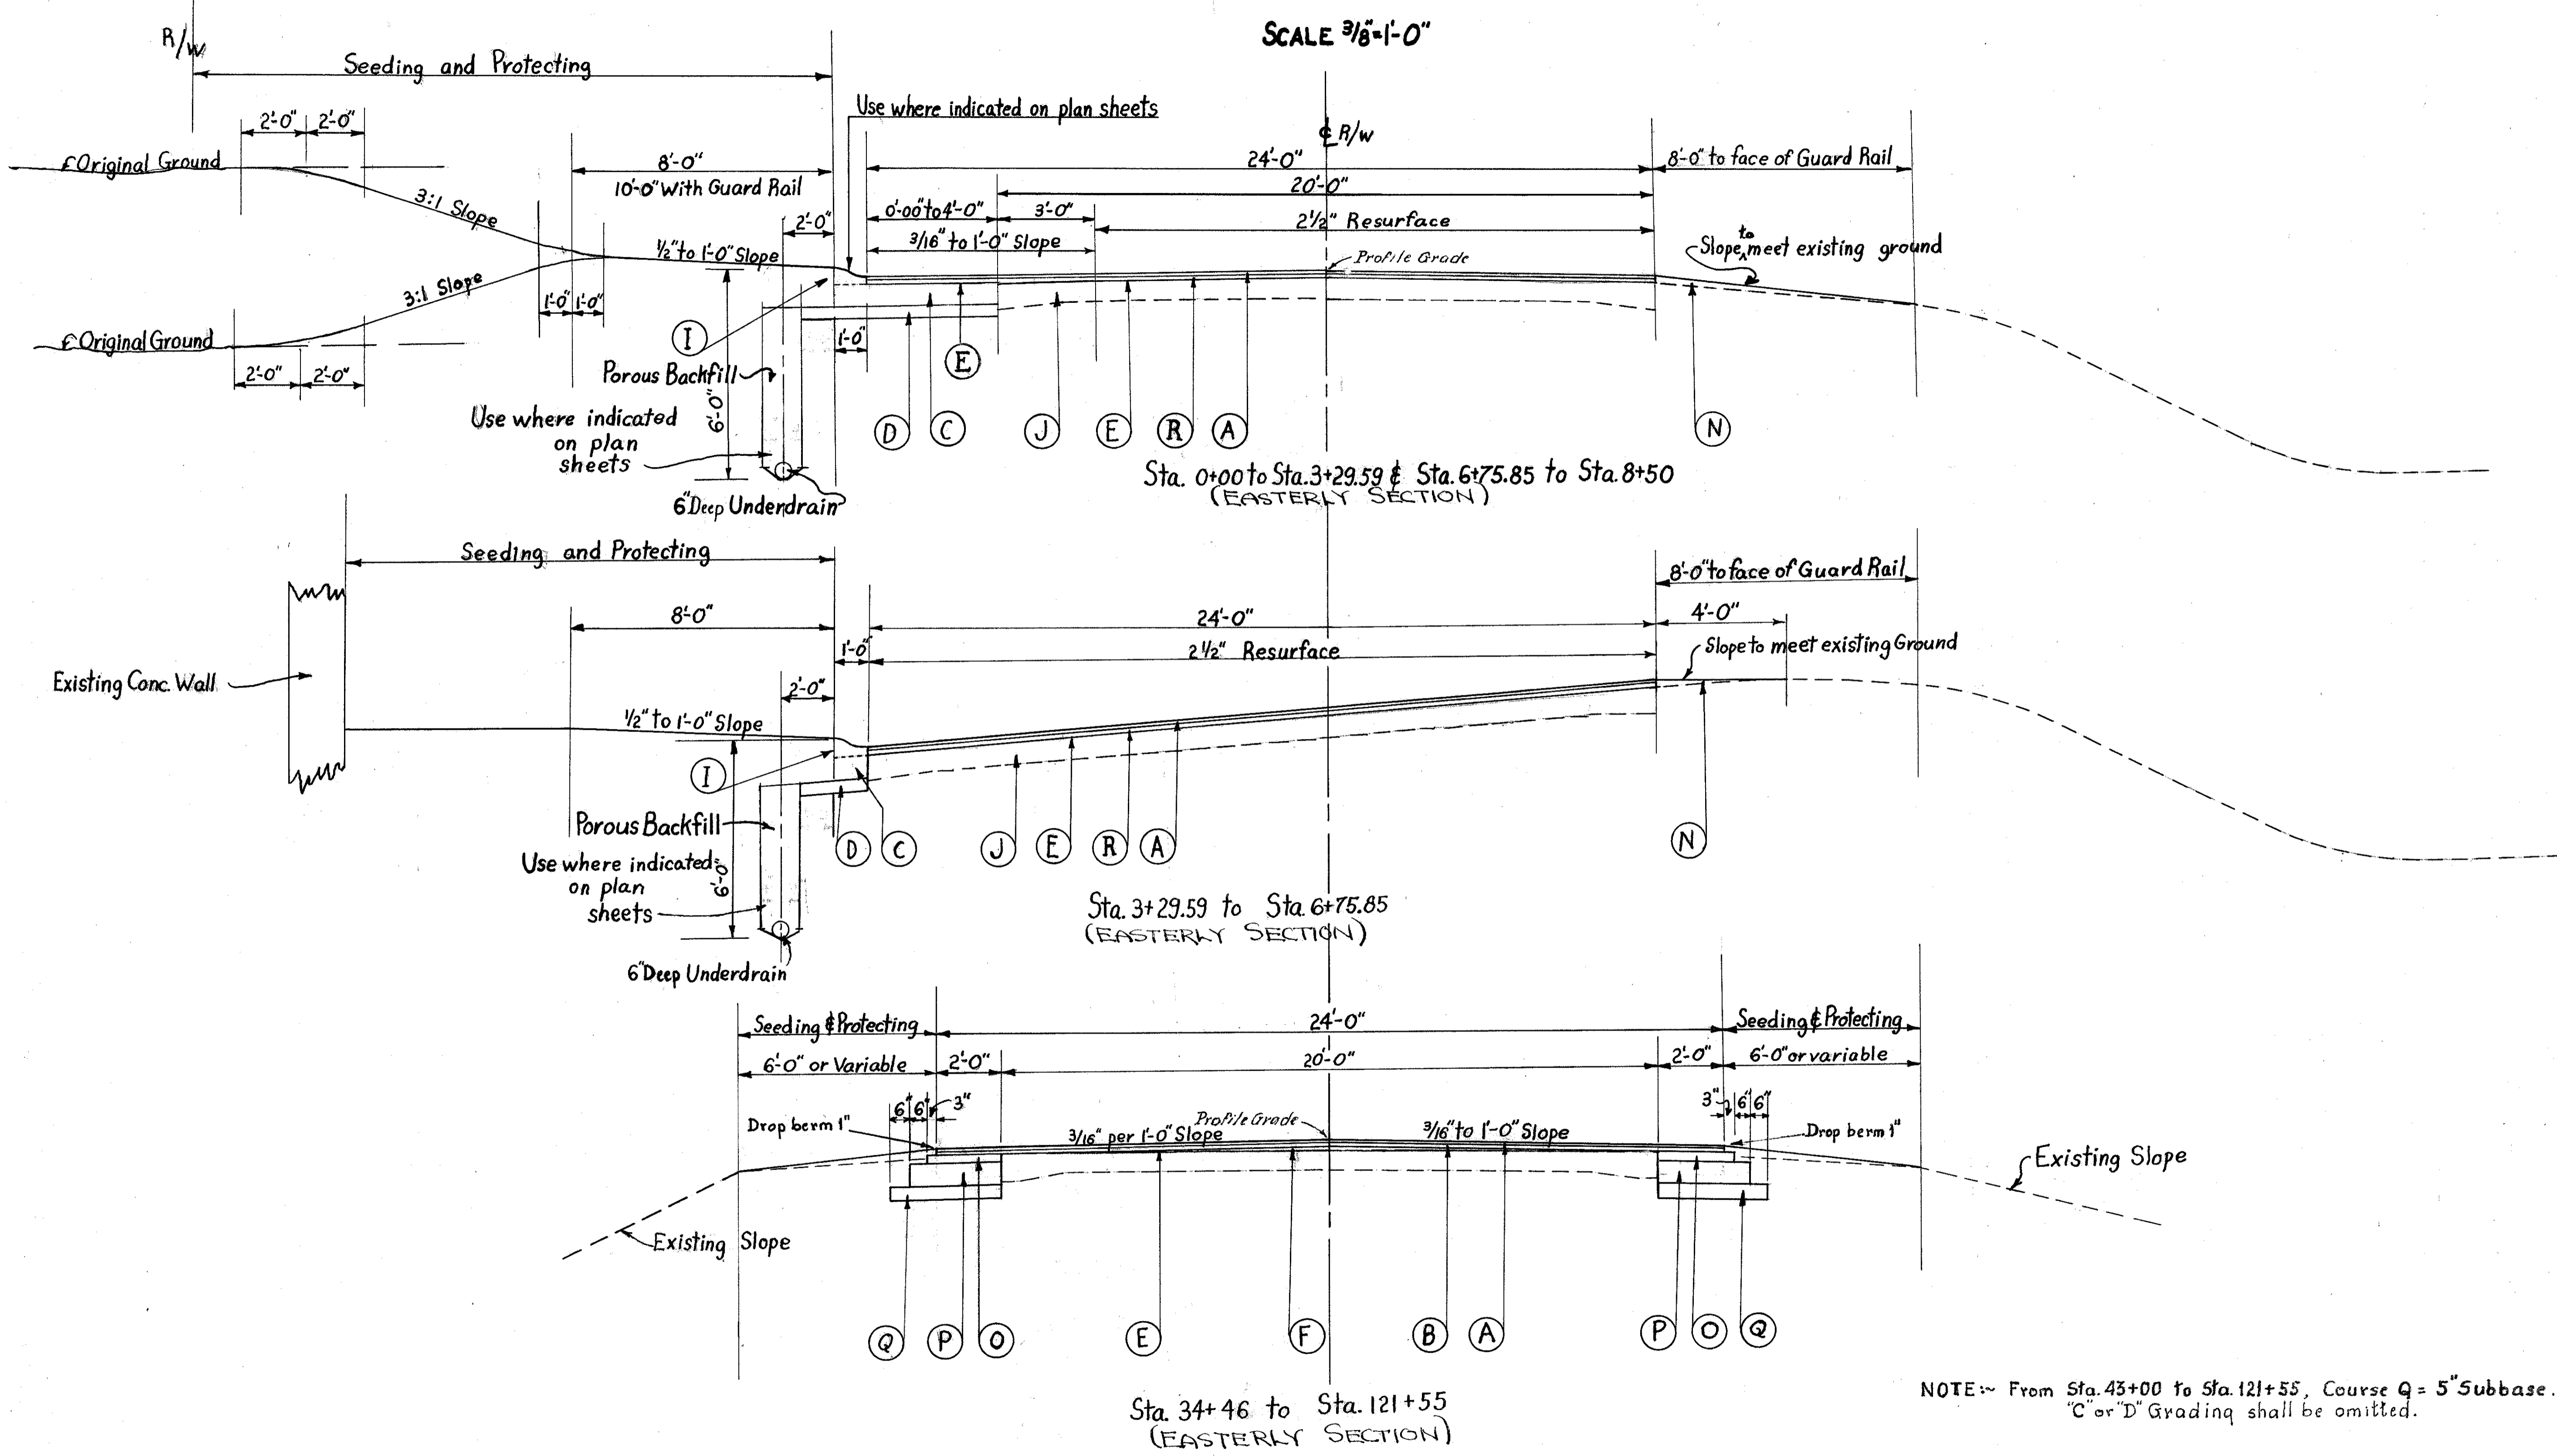 SCALE 3/8"=1'-0"
R/W
Seeding and Protecting
Use where indicated on plan sheets
2'-0" 2'-0"
℄ R/W
Original Ground
8'-0"
10'-0" With Guard Rail
24'-0"
8'-0" to face of Guard Rail
20'-0"
3:1 Slope
2'-0"
0'-00" to 4'-0"
3'-0"
2½" Resurface
3/16" to 1'-0" Slope
½" to 1'-0" Slope
Profile Grade
Slope to meet existing ground
3:1 Slope
1'-0" 1'-0"
Original Ground
I
1'-0"
E
2'-0" 2'-0"
Porous Backfill
6'-0"
Use where indicated
on plan
sheets
D C J E R A N
6" Deep Underdrain
Sta. 0+00 to Sta. 3+29.59 & Sta. 6+75.85 to Sta. 8+50
(EASTERLY SECTION)
Seeding and Protecting
8'-0" to face of Guard Rail
8'-0"
24'-0"
4'-0"
1'-0"
2½" Resurface
Slope to meet existing Ground
Existing Conc. Wall
2'-0"
½" to 1'-0" Slope
I
Porous Backfill
6'-0"
Use where indicated
on plan
sheets
D C J E R A N
6" Deep Underdrain
Sta. 3+29.59 to Sta. 6+75.85
(EASTERLY SECTION)
Seeding & Protecting
24'-0"
Seeding & Protecting
6'-0" or Variable
2'-0"
20'-0"
2'-0"
6'-0" or variable
6" 6" 3"
3" 6" 6"
Drop berm 1"
3/16" per 1'-0" Slope
Profile Grade
3/16" to 1'-0" Slope
Drop berm 1"
Existing Slope
Existing Slope
Q P O E F B A P O Q
Sta. 34+46 to Sta. 121+55
(EASTERLY SECTION)
NOTE:~ From Sta. 43+00 to Sta. 121+55, Course Q = 5" Subbase.
"C" or "D" Grading shall be omitted.